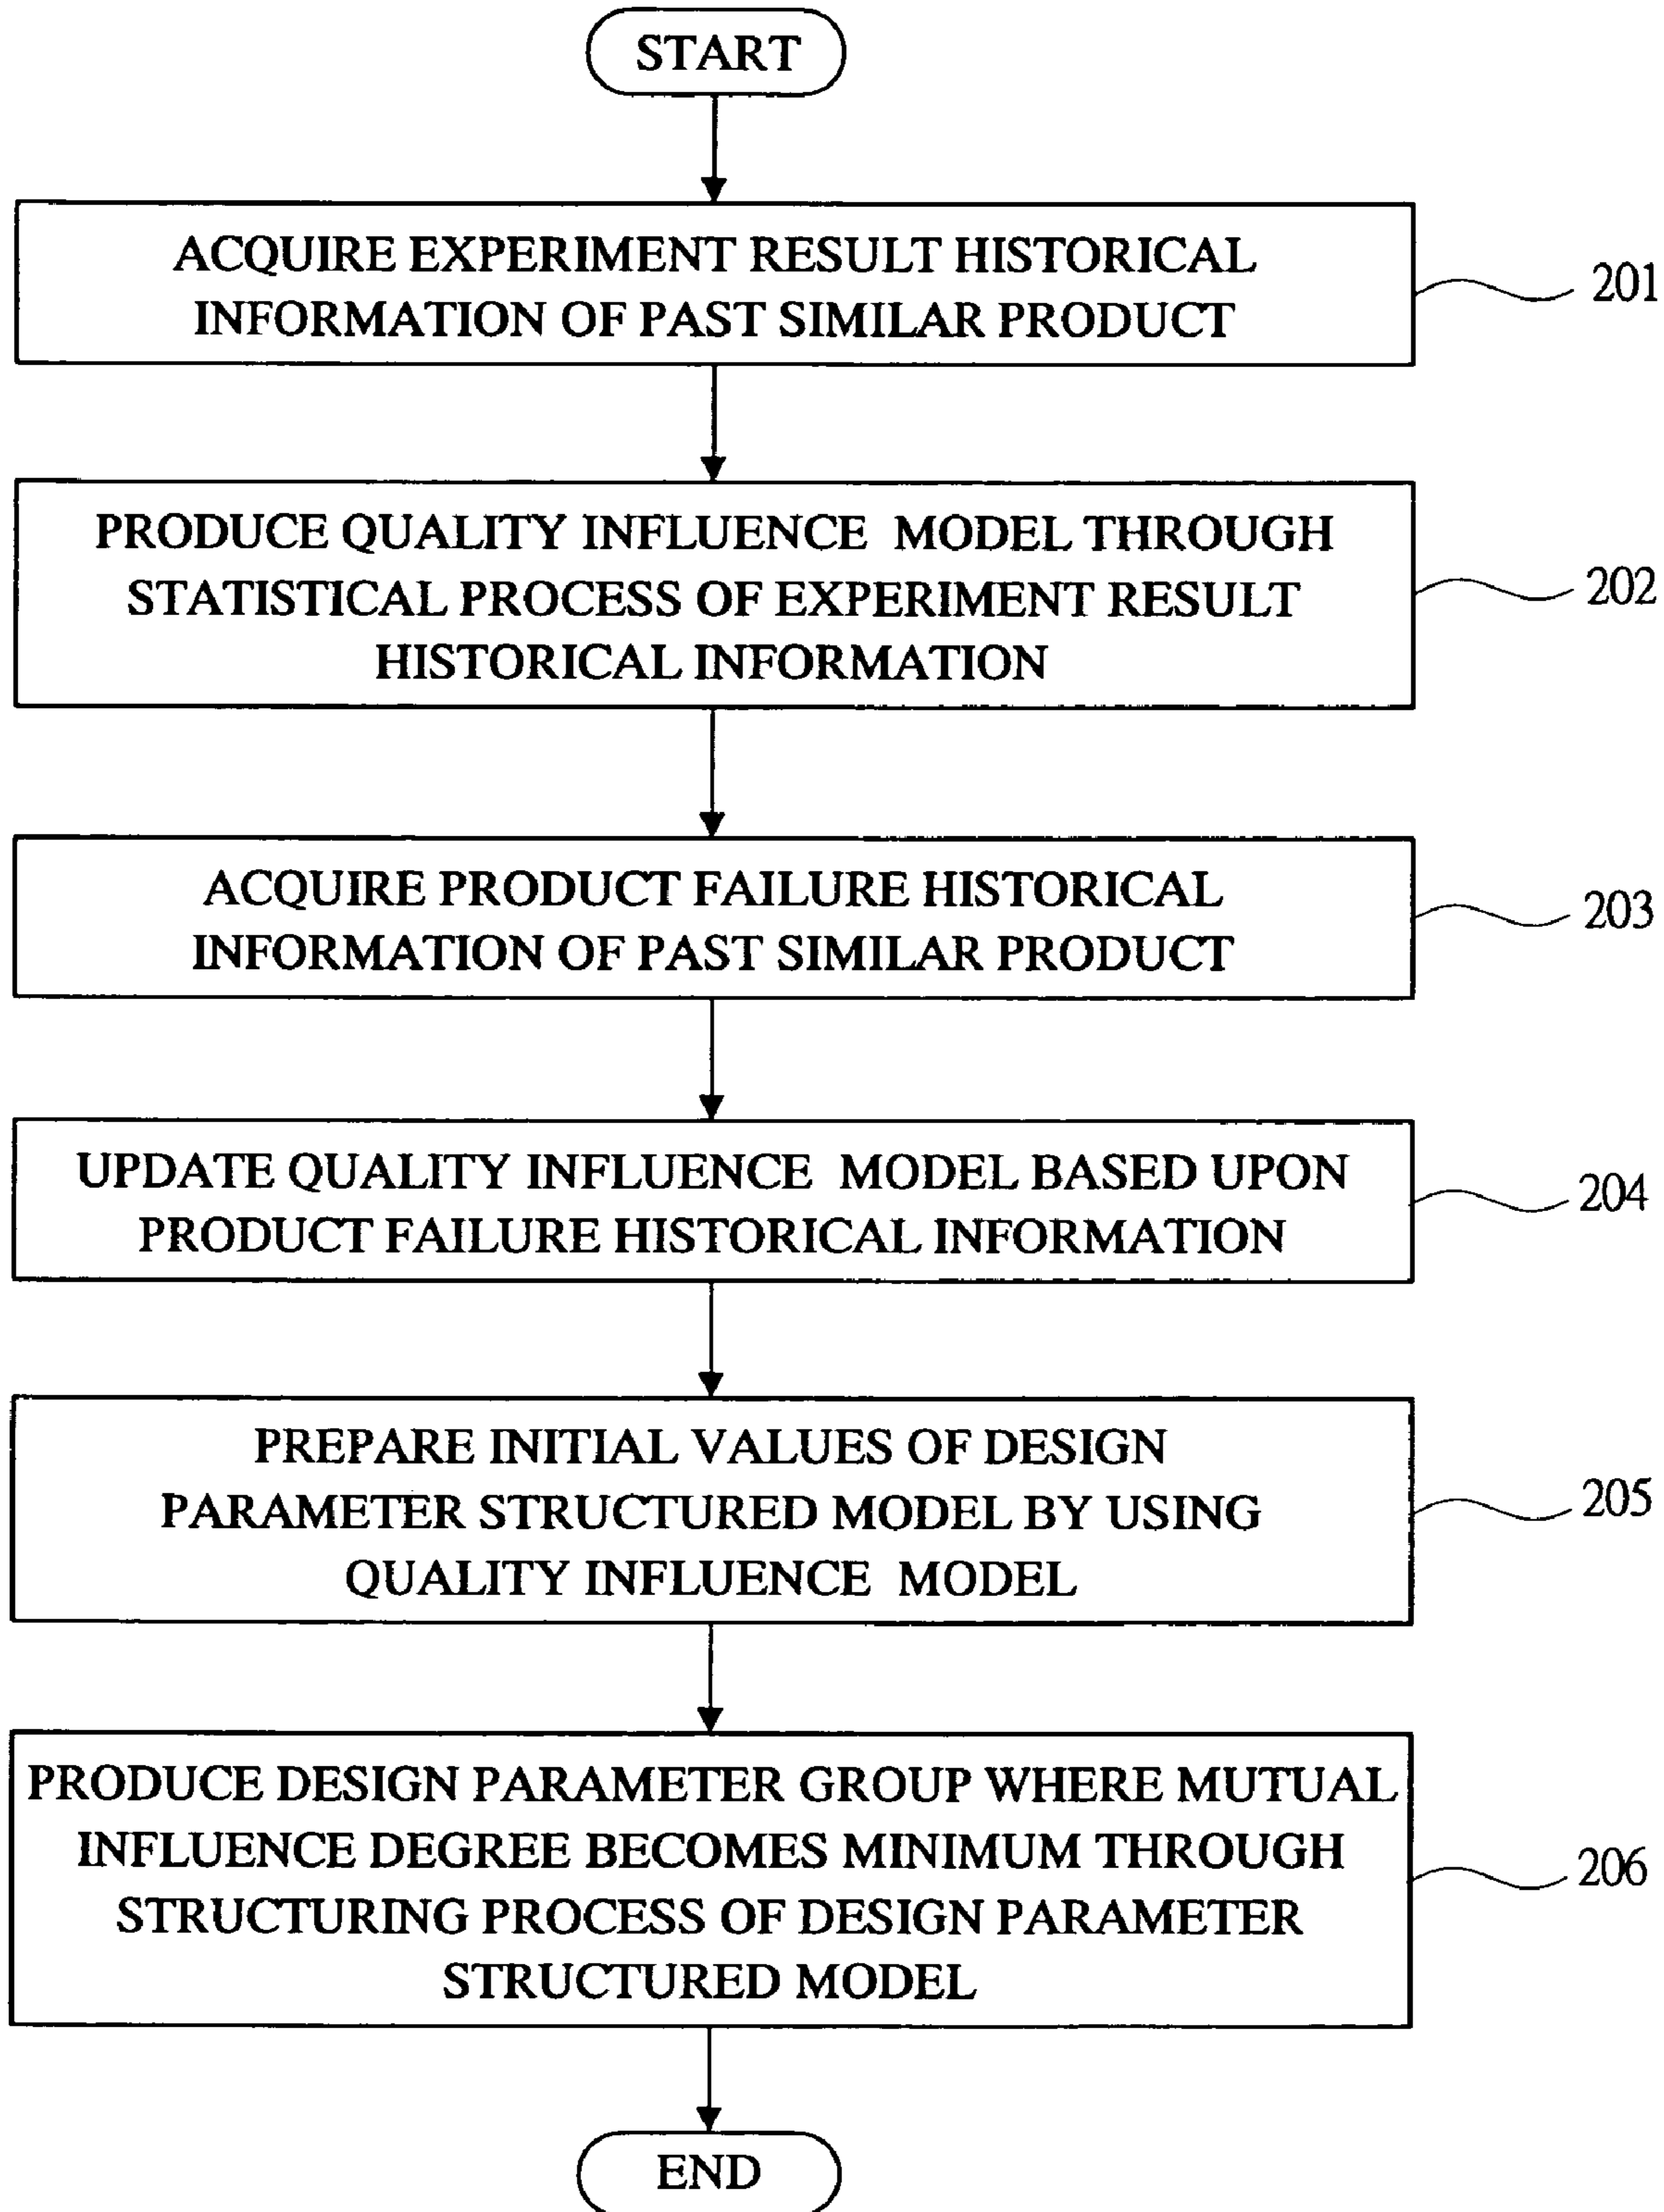 START
ACQUIRE EXPERIMENT RESULT HISTORICAL
INFORMATION OF PAST SIMILAR PRODUCT
201
PRODUCE QUALITY INFLUENCE MODEL THROUGH
STATISTICAL PROCESS OF EXPERIMENT RESULT
HISTORICAL INFORMATION
202
ACQUIRE PRODUCT FAILURE HISTORICAL
INFORMATION OF PAST SIMILAR PRODUCT
203
UPDATE QUALITY INFLUENCE MODEL BASED UPON
PRODUCT FAILURE HISTORICAL INFORMATION
204
PREPARE INITIAL VALUES OF DESIGN
PARAMETER STRUCTURED MODEL BY USING
QUALITY INFLUENCE MODEL
205
PRODUCE DESIGN PARAMETER GROUP WHERE MUTUAL
INFLUENCE DEGREE BECOMES MINIMUM THROUGH
STRUCTURING PROCESS OF DESIGN PARAMETER
STRUCTURED MODEL
206
END